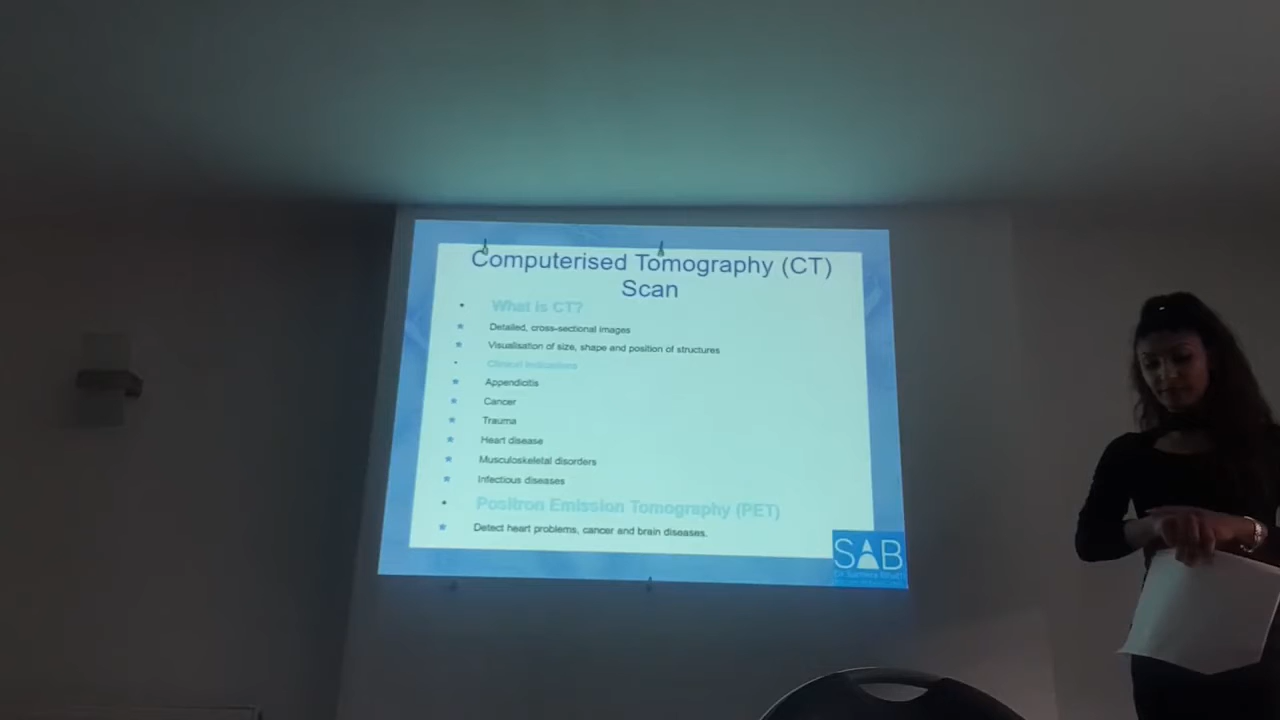 Computerised Tomography (CT)
Scan
What is CT?
Detailed, cross-sectional images
Visualisation of size, shape and position of structures
Clinical Indications
Appendicitis
Cancer
Trauma
Heart disease
Musculoskeletal disorders
Infectious diseases
Positron Emission Tomography (PET)
Detect heart problems, cancer and brain diseases.
SAB